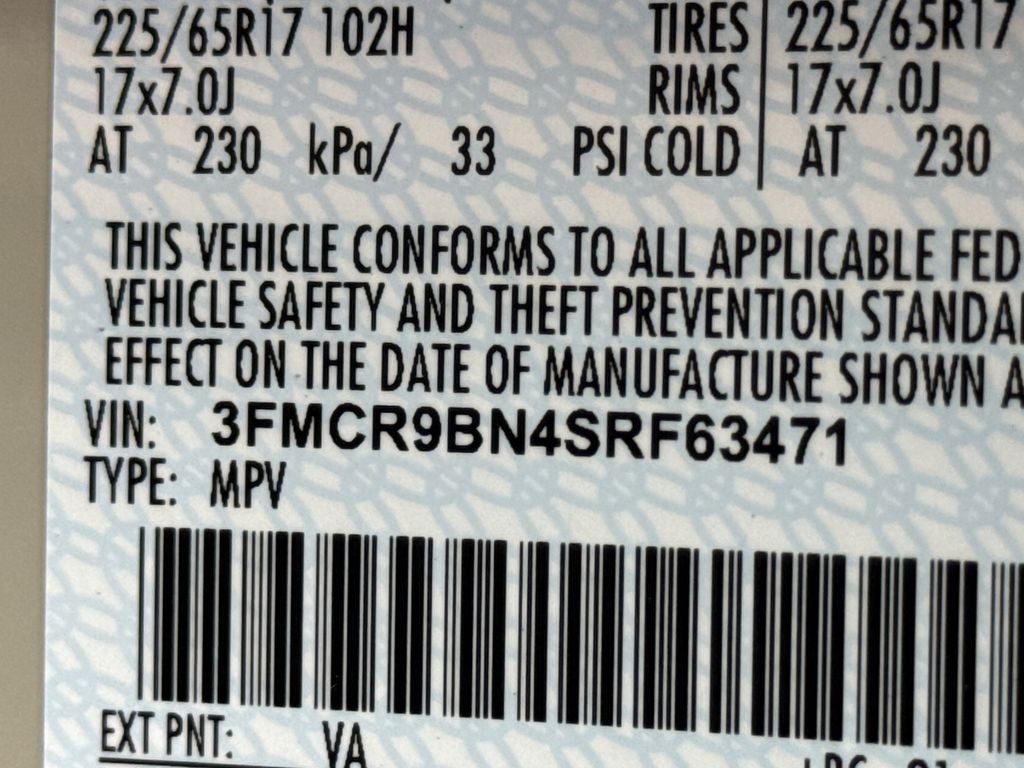 225/65R17 102H TIRES 225/65R17
17x7.0J RIMS 17x7.0J
AT 230 kPa/ 33 PSI COLD AT 230
THIS VEHICLE CONFORMS TO ALL APPLICABLE FED
VEHICLE SAFETY AND THEFT PREVENTION STANDA
EFFECT ON THE DATE OF MANUFACTURE SHOWN A
VIN: 3FMCR9BN4SRF63471
TYPE: MPV
EXT PNT: VA